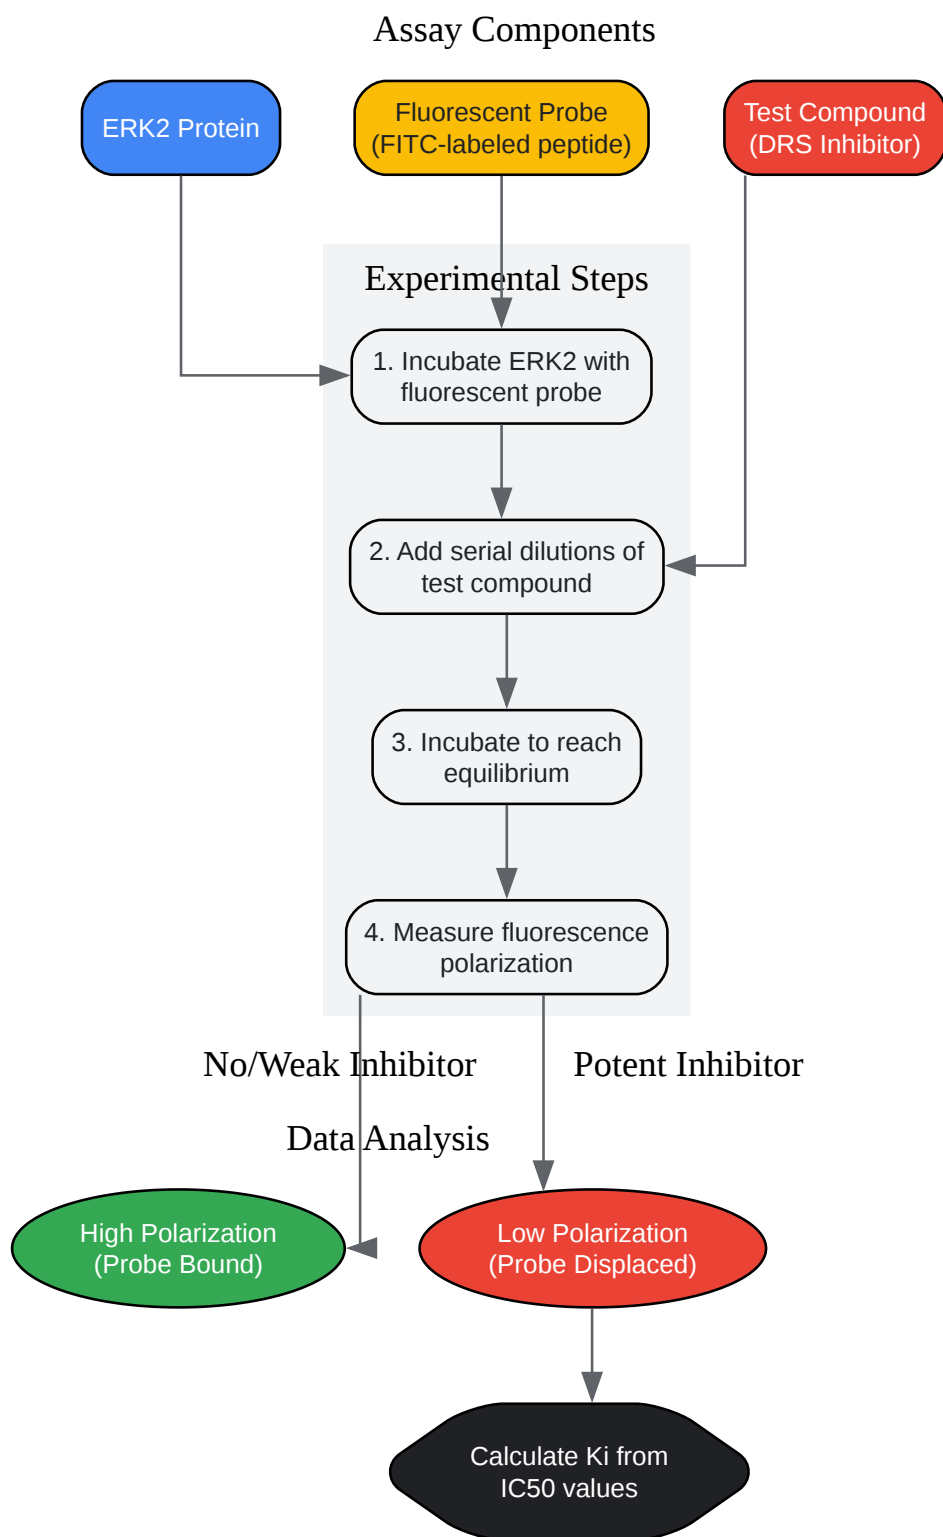 Assay Components
ERK2 Protein
Fluorescent Probe
(FITC-labeled peptide)
Test Compound
(DRS Inhibitor)
Experimental Steps
1. Incubate ERK2 with
fluorescent probe
2. Add serial dilutions of
test compound
3. Incubate to reach
equilibrium
4. Measure fluorescence
polarization
No/Weak Inhibitor
Potent Inhibitor
Data Analysis
High Polarization
(Probe Bound)
Low Polarization
(Probe Displaced)
Calculate Ki from
IC50 values